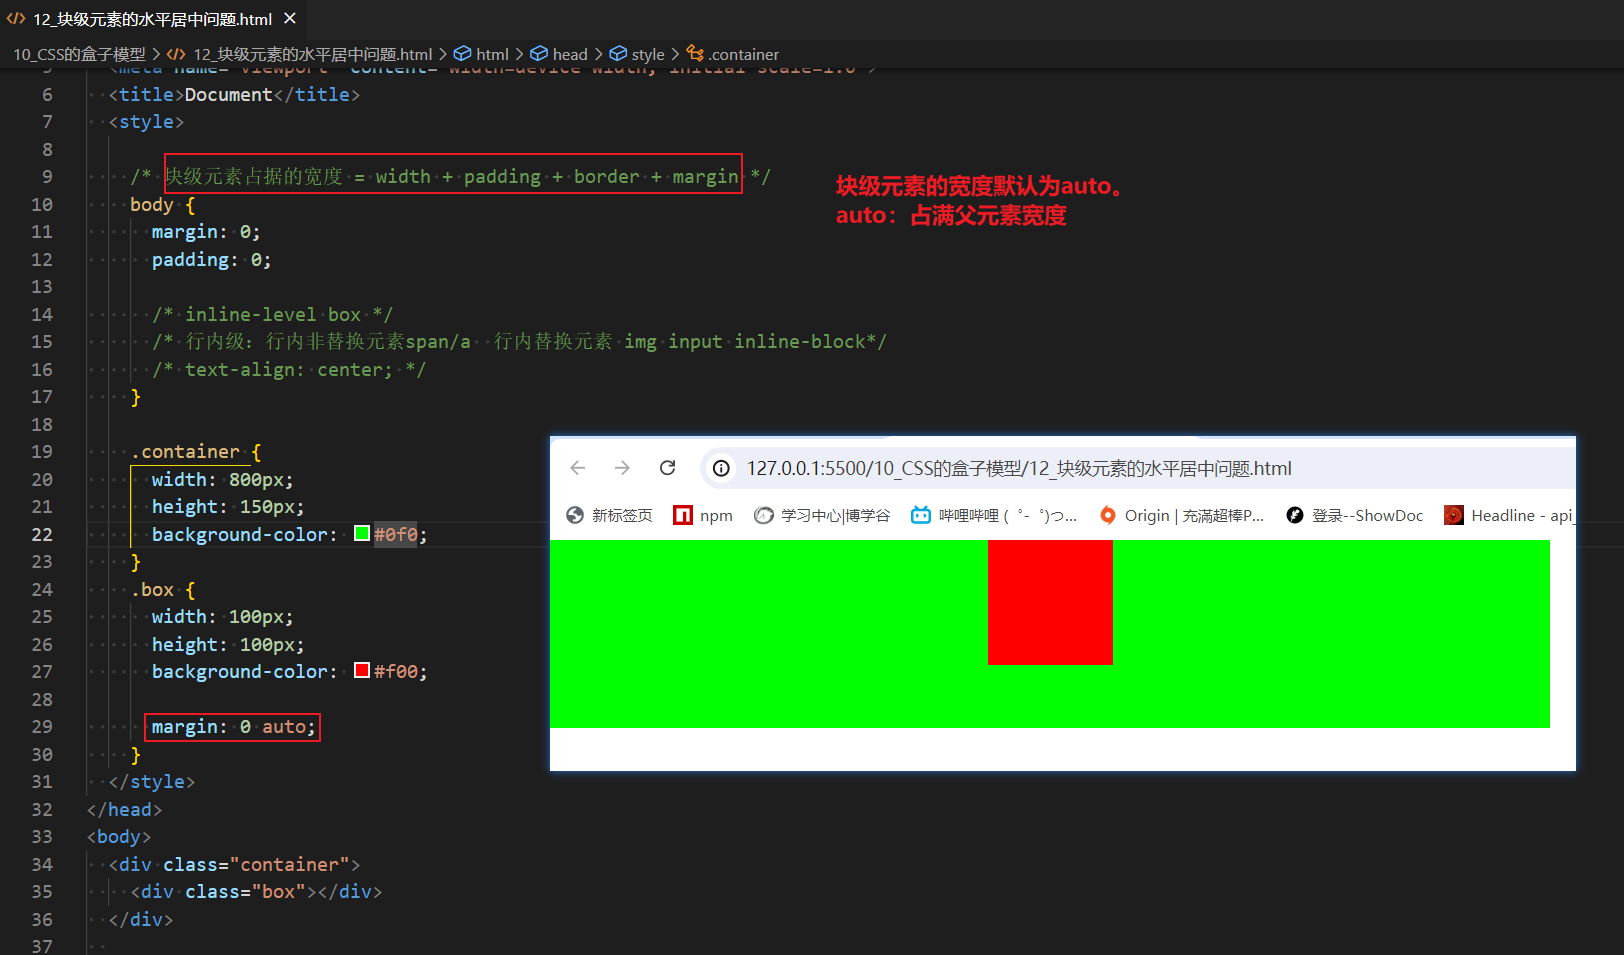 12_块级元素的水平居中问题.html
10_CSS的盒子模型 > 12_块级元素的水平居中问题.html > html > head > style > .container
5 <meta name="viewport" content="width=device-width, initial-scale=1.0">
6 <title>Document</title>
7 <style>
8
9 /* 块级元素占据的宽度 = width + padding + border + margin */
块级元素的宽度默认为auto。
auto：占满父元素宽度
10 body {
11 margin: 0;
12 padding: 0;
13
14 /* inline-level box */
15 /* 行内级：行内非替换元素span/a  行内替换元素 img input inline-block*/
16 /* text-align: center; */
17 }
18
19 .container {
20 width: 800px;
21 height: 150px;
22 background-color: #0f0;
23 }
24 .box {
25 width: 100px;
26 height: 100px;
27 background-color: #f00;
28
29 margin: 0 auto;
30 }
31 </style>
32 </head>
33 <body>
34 <div class="container">
35 <div class="box"></div>
36 </div>
37
127.0.0.1:5500/10_CSS的盒子模型/12_块级元素的水平居中问题.html
新标签页 npm 学习中心|博学谷 哔哩哔哩 (゜-゜)つ... Origin | 充滿超棒P... 登录--ShowDoc Headline - api_